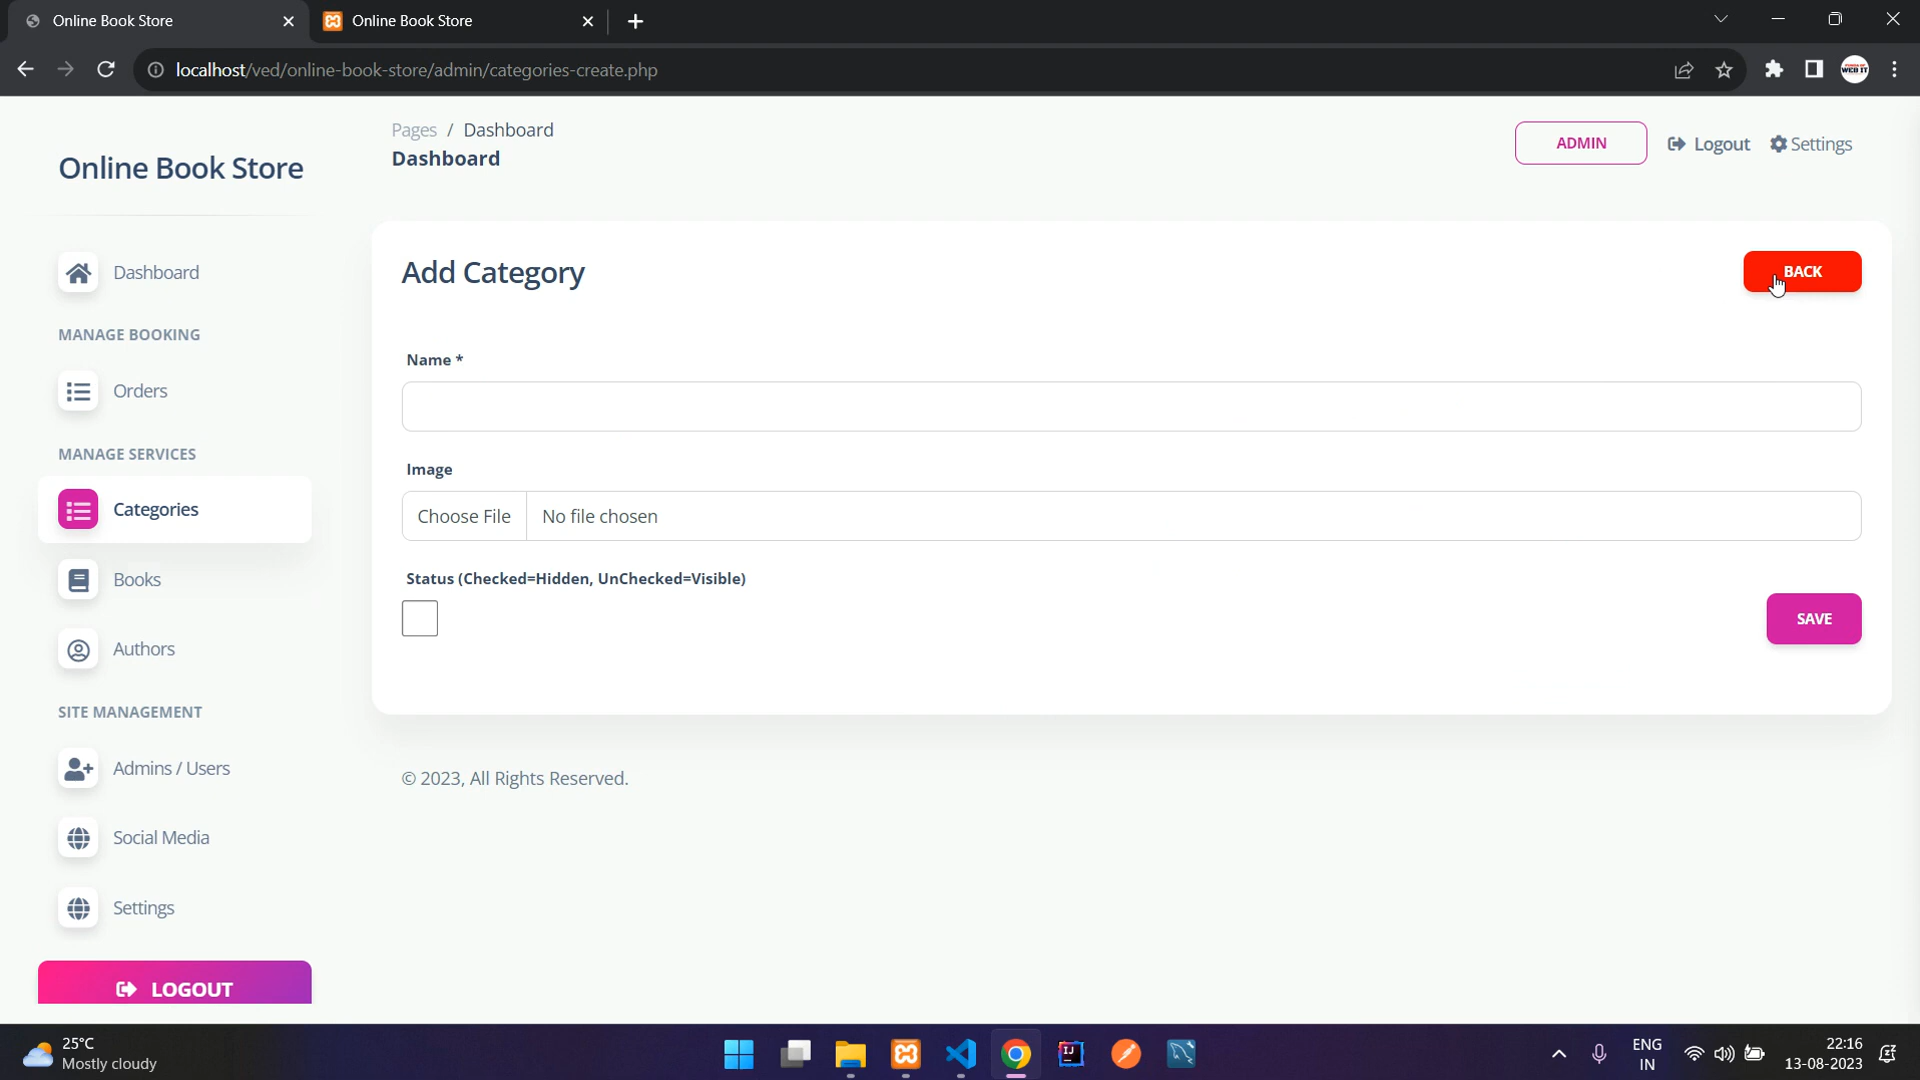 Online Book Store
Online Book Store
localhost/ved/online-book-store/admin/categories-create.php
WEB IT
Online Book Store
Pages / Dashboard
Dashboard
ADMIN
Logout
Settings
Dashboard
MANAGE BOOKING
Orders
MANAGE SERVICES
Categories
Books
Authors
SITE MANAGEMENT
Admins / Users
Social Media
Settings
LOGOUT
Add Category
BACK
Name *
Image
Choose File No file chosen
Status (Checked=Hidden, UnChecked=Visible)
SAVE
© 2023, All Rights Reserved.
25°C
Mostly cloudy
IJ
ENG
IN
22:16
13-08-2023